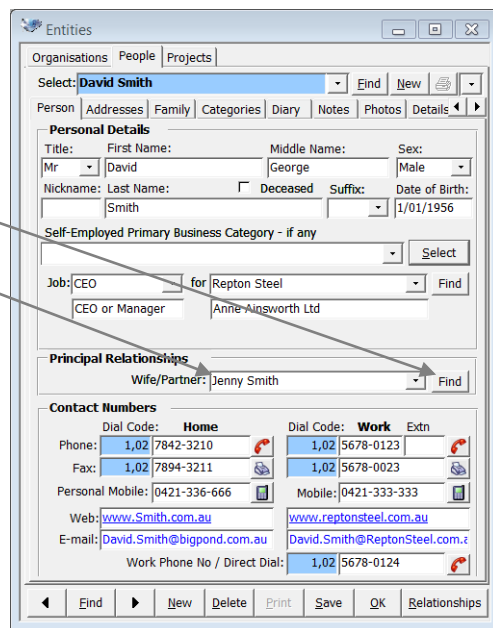 Entities
Organisations People Projects
Select: David Smith Find New
Person Addresses Family Categories Diary Notes Photos Details
Personal Details
Title: First Name: Middle Name: Sex:
Mr David George Male
Nickname: Last Name: Deceased Suffix: Date of Birth:
Smith 1/01/1956
Self-Employed Primary Business Category - if any
Select
Job: CEO for Repton Steel Find
CEO or Manager Anne Ainsworth Ltd
Principal Relationships
Wife/Partner: Jenny Smith Find
Contact Numbers
Dial Code: Home Dial Code: Work Extn
Phone: 1,02 7842-3210 1,02 5678-0123
Fax: 1,02 7894-3211 1,02 5678-0023
Personal Mobile: 0421-336-666 Mobile: 0421-333-333
Web: www.Smith.com.au www.reptonsteel.com.au
E-mail: David.Smith@bigpond.com.au David.Smith@ReptonSteel.com.a
Work Phone No / Direct Dial: 1,02 5678-0124
Find New Delete Print Save OK Relationships